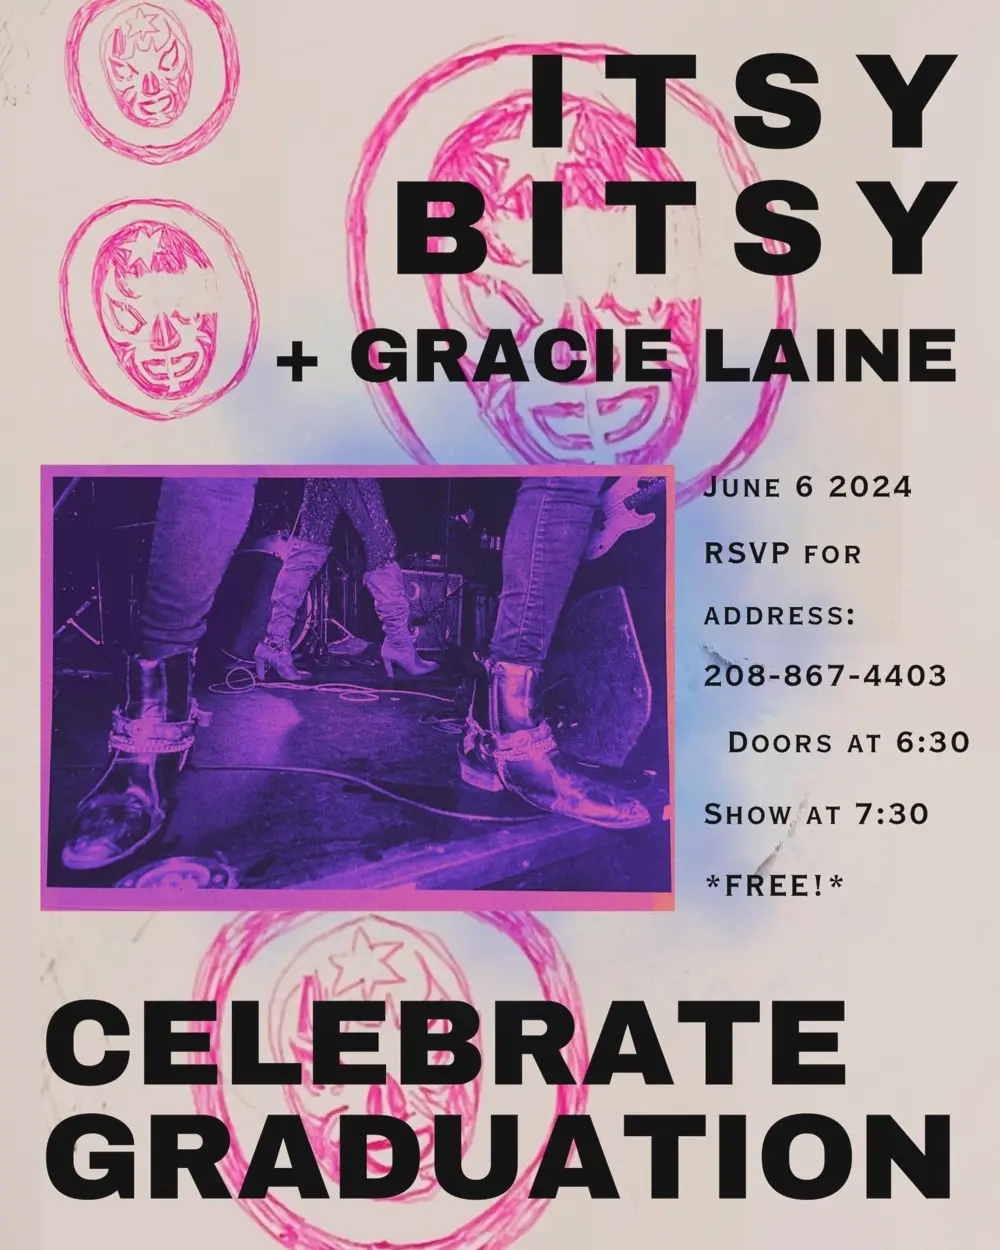 ITSY
BITSY
+ GRACIE LAINE
JUNE 6 2024
RSVP FOR
ADDRESS:
208-867-4403
DOORS AT 6:30
SHOW AT 7:30
*FREE!*
CELEBRATE
GRADUATION